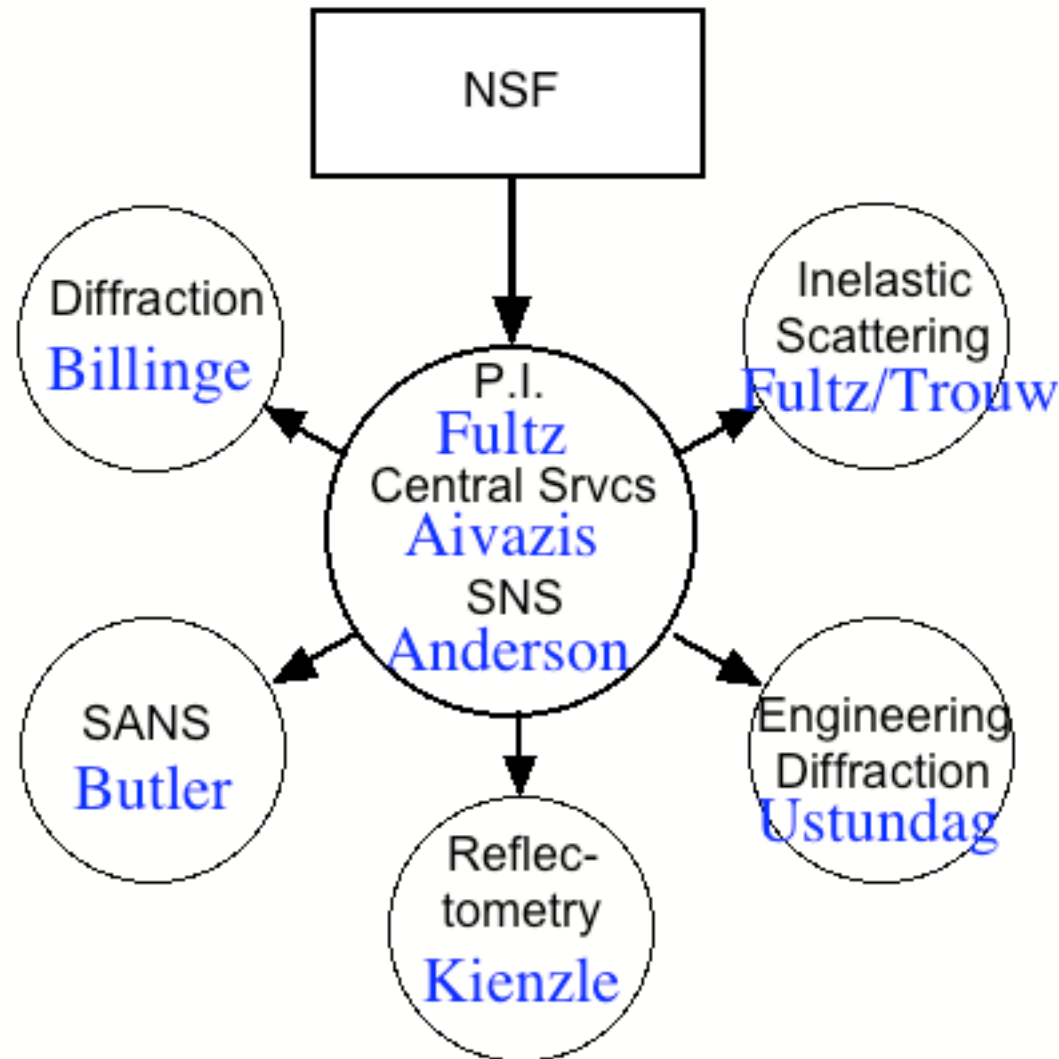 NSF
Diffraction
Billinge
Inelastic
Scattering
Fultz/Trouw
P.I.
Fultz
Central Srvcs
Aivazis
SNS
Anderson
SANS
Butler
Engineering
Diffraction
Ustundag
Reflec-
tometry
Kienzle